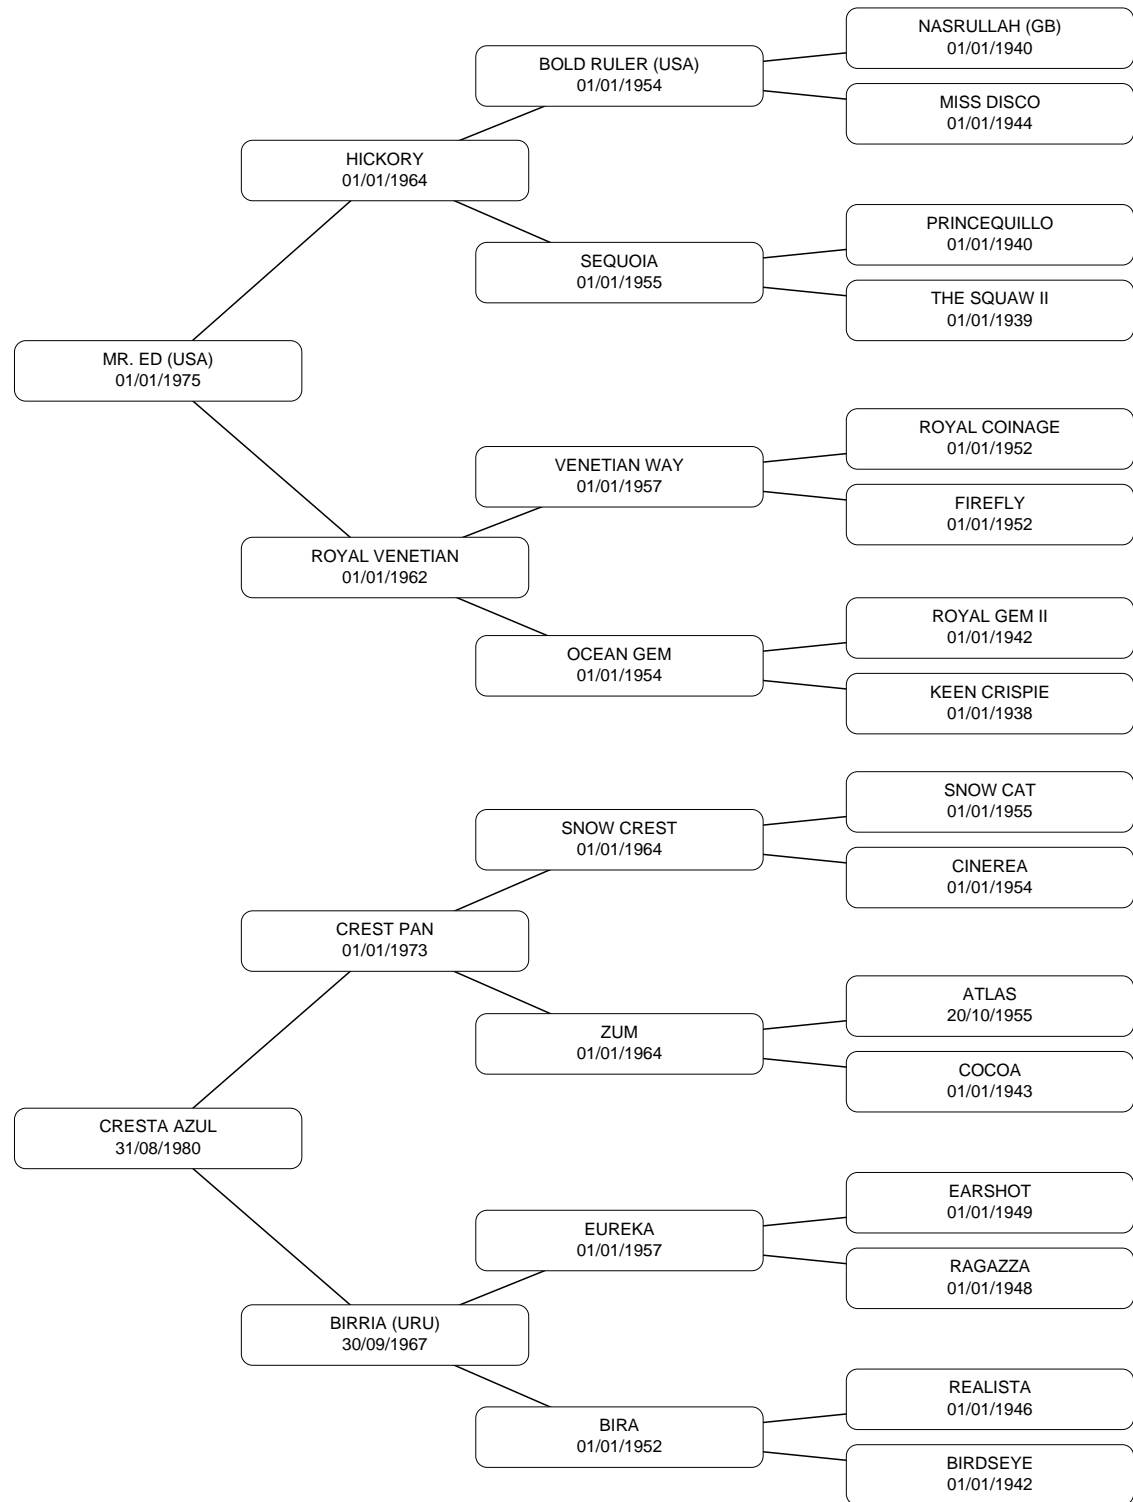 NASRULLAH (GB)
01/01/1940
BOLD RULER (USA)
01/01/1954
MISS DISCO
01/01/1944
HICKORY
01/01/1964
PRINCEQUILLO
01/01/1940
SEQUOIA
01/01/1955
THE SQUAW II
01/01/1939
MR. ED (USA)
01/01/1975
ROYAL COINAGE
01/01/1952
VENETIAN WAY
01/01/1957
FIREFLY
01/01/1952
ROYAL VENETIAN
01/01/1962
ROYAL GEM II
01/01/1942
OCEAN GEM
01/01/1954
KEEN CRISPIE
01/01/1938
SNOW CAT
01/01/1955
SNOW CREST
01/01/1964
CINEREA
01/01/1954
CREST PAN
01/01/1973
ATLAS
20/10/1955
ZUM
01/01/1964
COCOA
01/01/1943
CRESTA AZUL
31/08/1980
EARSHOT
01/01/1949
EUREKA
01/01/1957
RAGAZZA
01/01/1948
BIRRIA (URU)
30/09/1967
REALISTA
01/01/1946
BIRA
01/01/1952
BIRDSEYE
01/01/1942